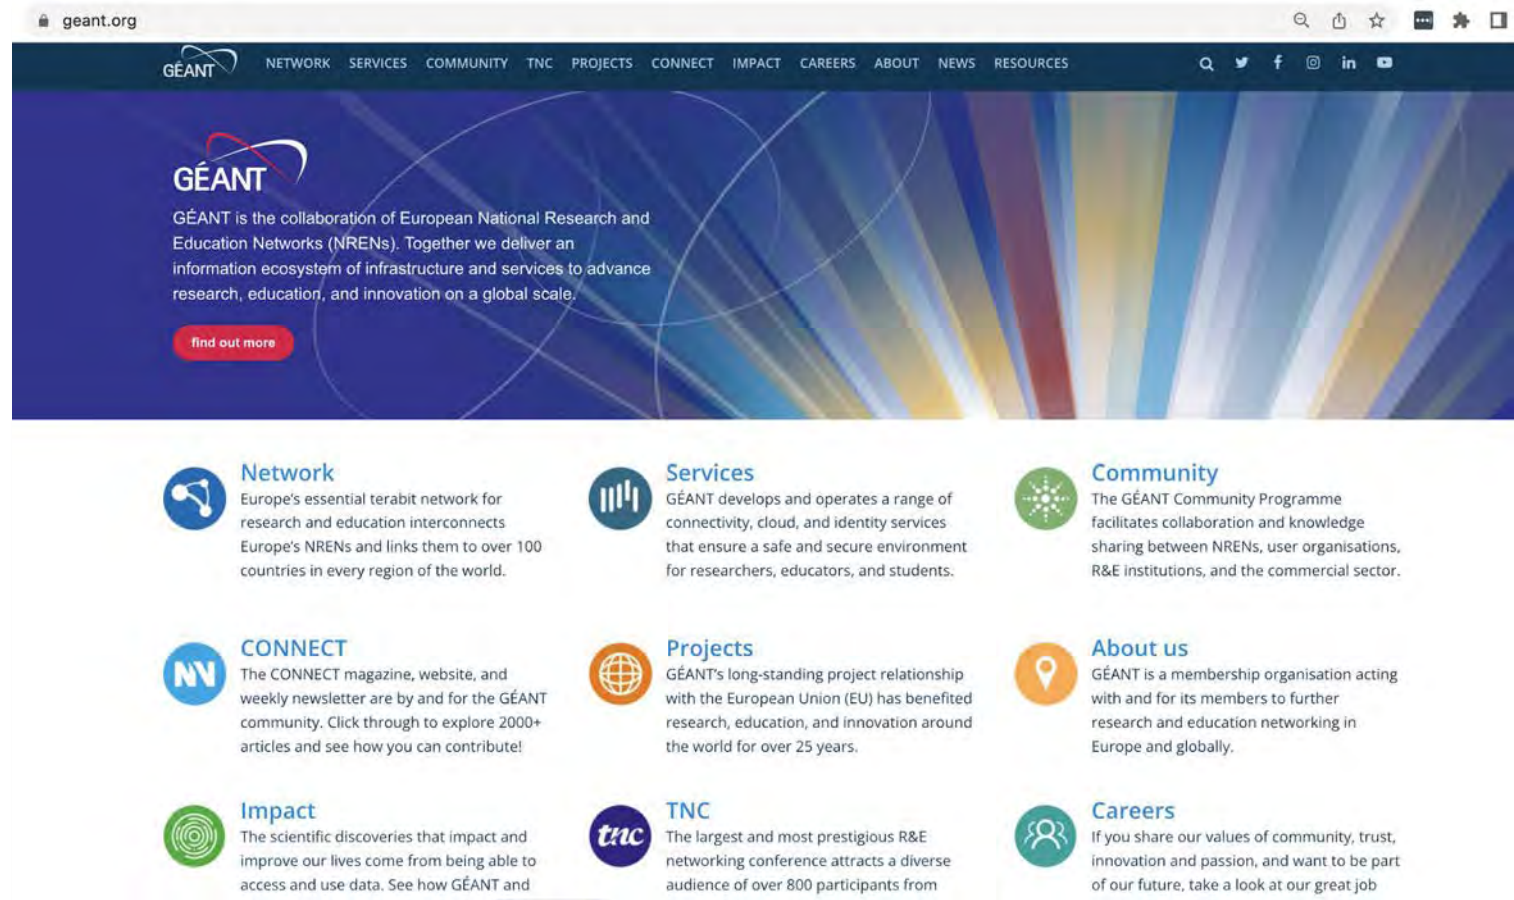 geant.org
GÉANT
NETWORK SERVICES COMMUNITY TNC PROJECTS CONNECT IMPACT CAREERS ABOUT NEWS RESOURCES
GÉANT
GÉANT is the collaboration of European National Research and
Education Networks (NRENs). Together we deliver an
information ecosystem of infrastructure and services to advance
research, education, and innovation on a global scale.
find out more
Network
Europe's essential terabit network for
research and education interconnects
Europe's NRENs and links them to over 100
countries in every region of the world.
Services
GÉANT develops and operates a range of
connectivity, cloud, and identity services
that ensure a safe and secure environment
for researchers, educators, and students.
Community
The GÉANT Community Programme
facilitates collaboration and knowledge
sharing between NRENs, user organisations,
R&E institutions, and the commercial sector.
CONNECT
The CONNECT magazine, website, and
weekly newsletter are by and for the GÉANT
community. Click through to explore 2000+
articles and see how you can contribute!
Projects
GÉANT's long-standing project relationship
with the European Union (EU) has benefited
research, education, and innovation around
the world for over 25 years.
About us
GÉANT is a membership organisation acting
with and for its members to further
research and education networking in
Europe and globally.
Impact
The scientific discoveries that impact and
improve our lives come from being able to
access and use data. See how GÉANT and
tnc
TNC
The largest and most prestigious R&E
networking conference attracts a diverse
audience of over 800 participants from
Careers
If you share our values of community, trust,
innovation and passion, and want to be part
of our future, take a look at our great job